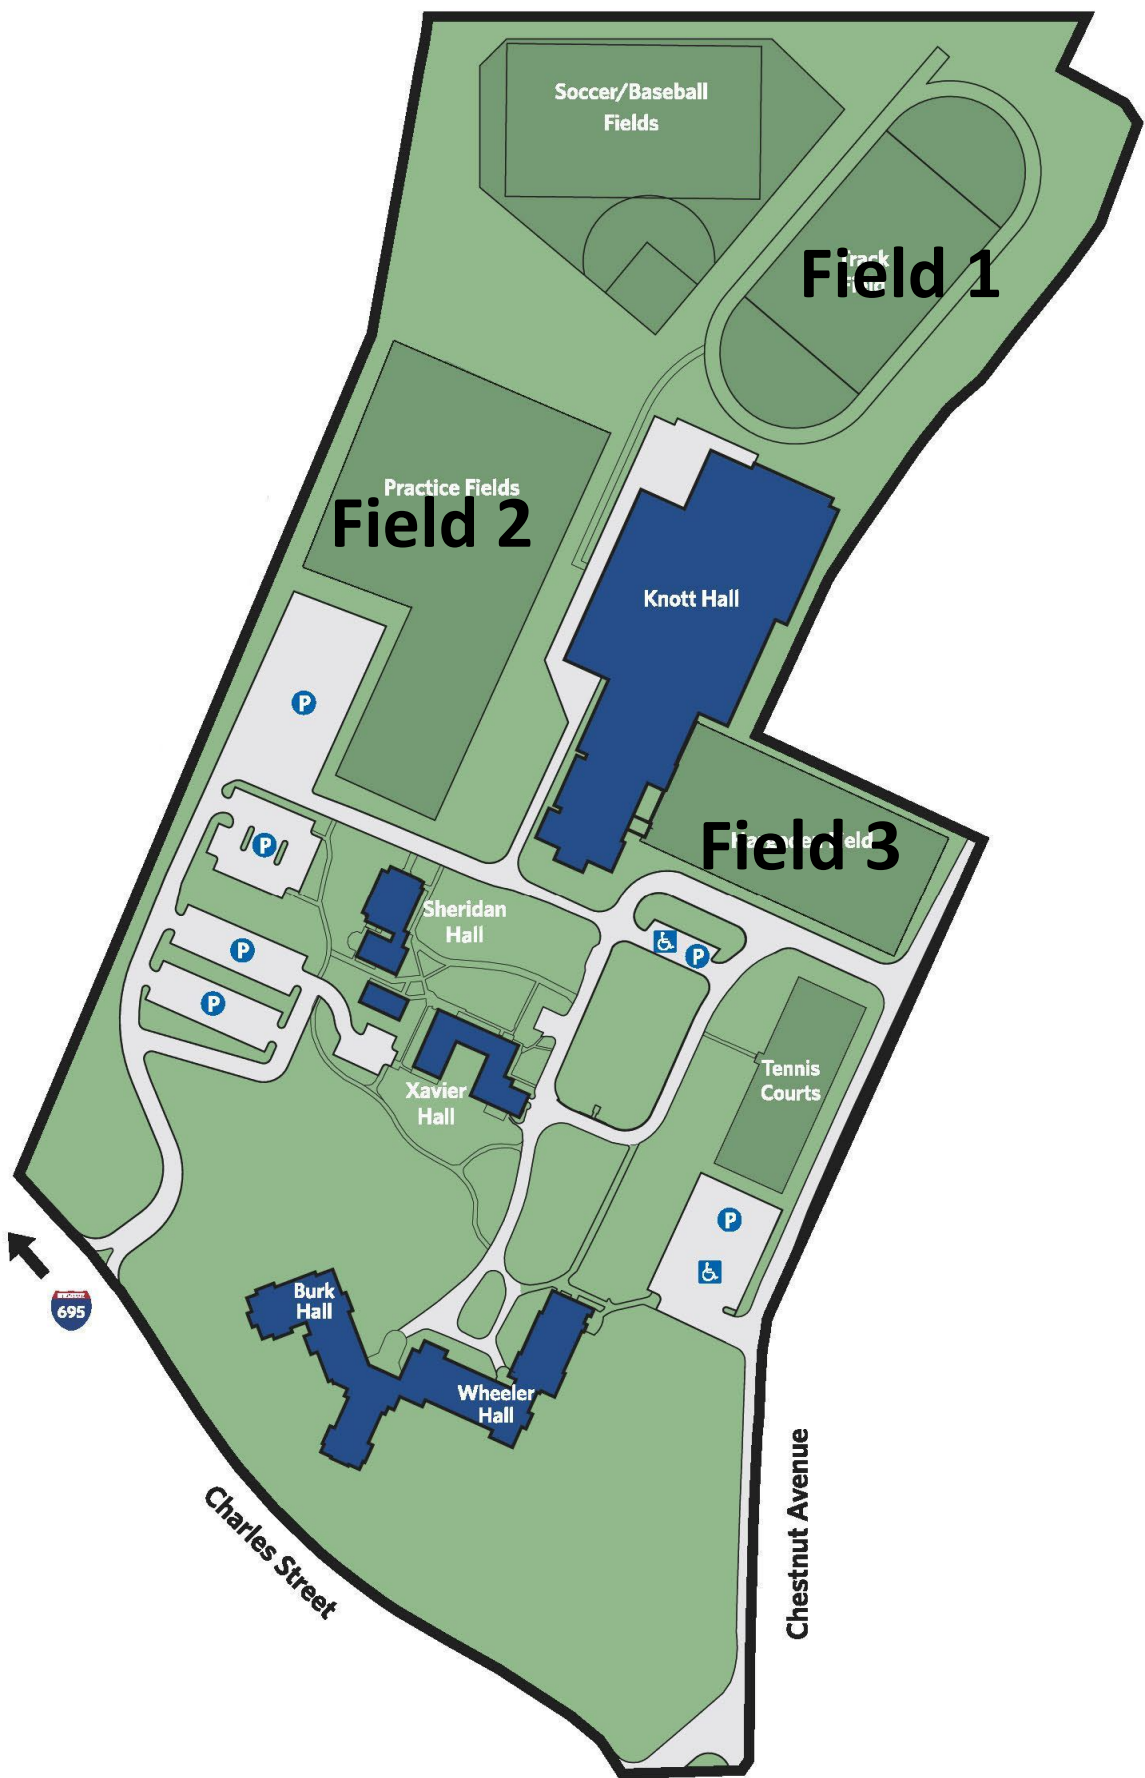 Soccer/Baseball
Fields
Track
Field 1
Practice Fields
Field 2
Knott Hall
P
Field 3
P
Sheridan
Hall
P
P
P
Tennis
Courts
Xavier
Hall
P
695
Burk
Hall
Wheeler
Hall
Charles Street
Chestnut Avenue